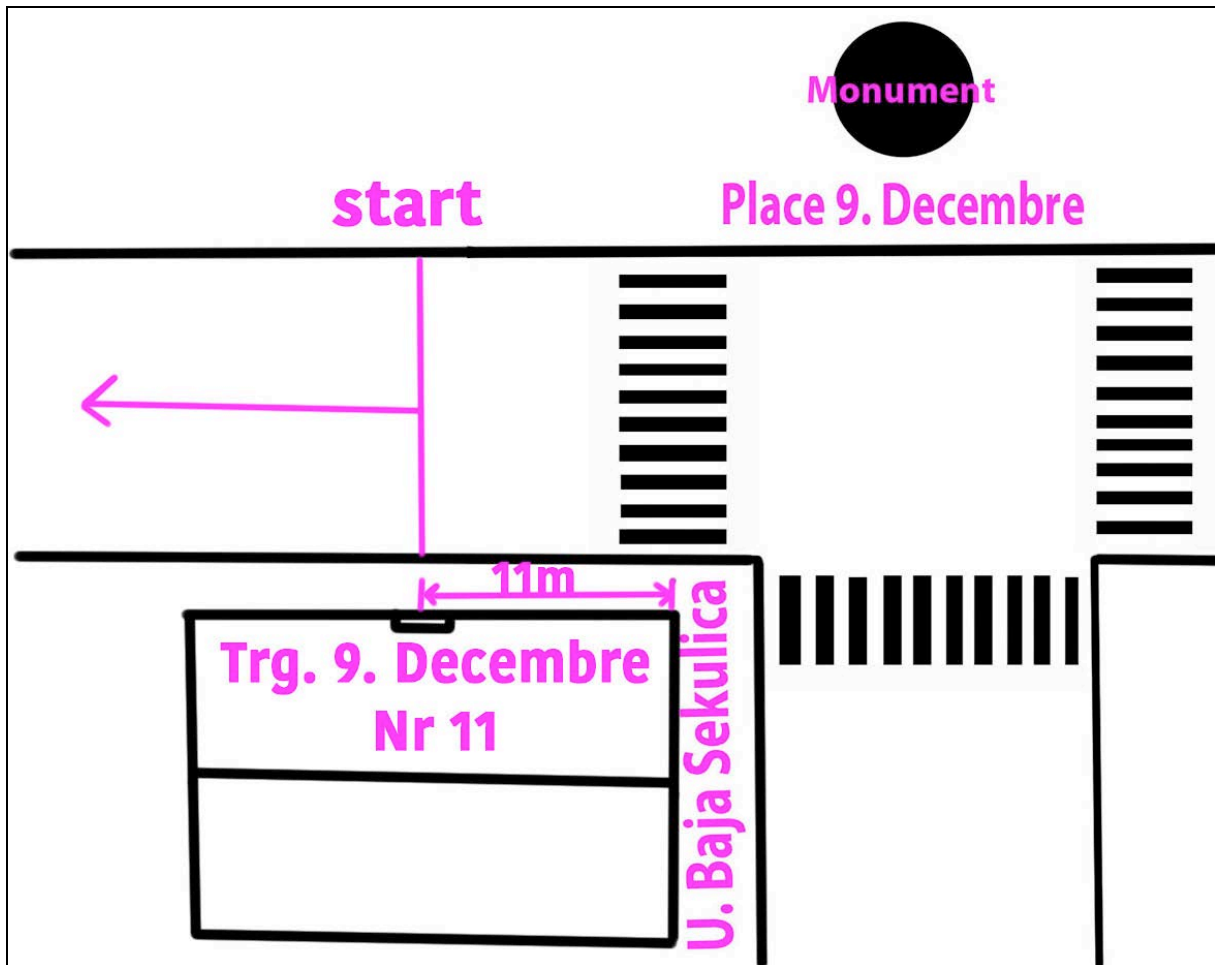 Monument
start
Place 9. Decembre
11m
Trg. 9. Decembre
Nr 11
U. Baja Sekulica